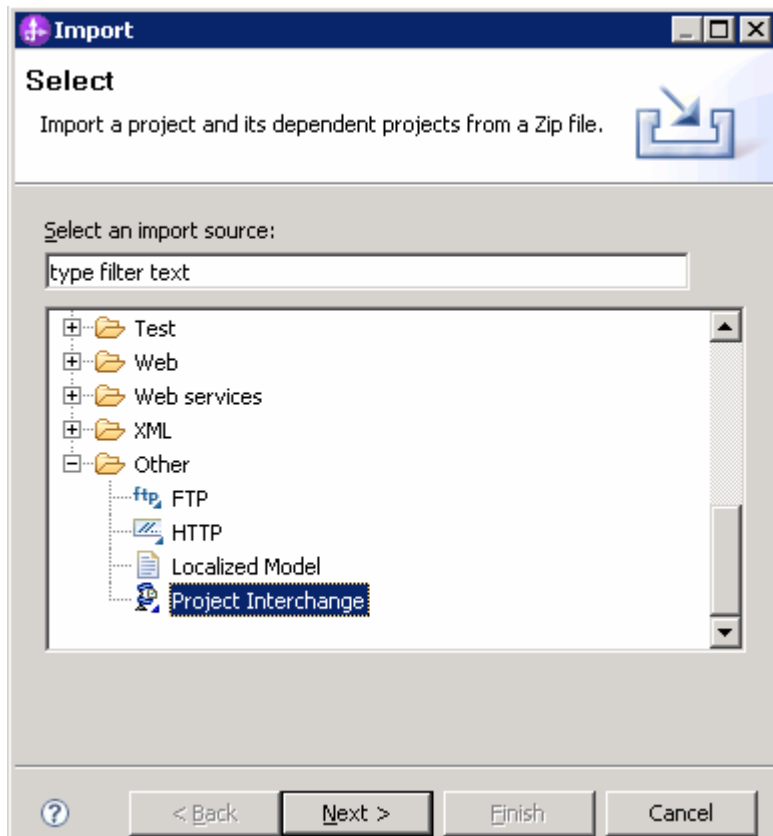 Import
Select
Import a project and its dependent projects from a Zip file.
Select an import source:
type filter text
Test
Web
Web services
XML
Other
ftp FTP
HTTP
Localized Model
Project Interchange
? < Back Next > Finish Cancel